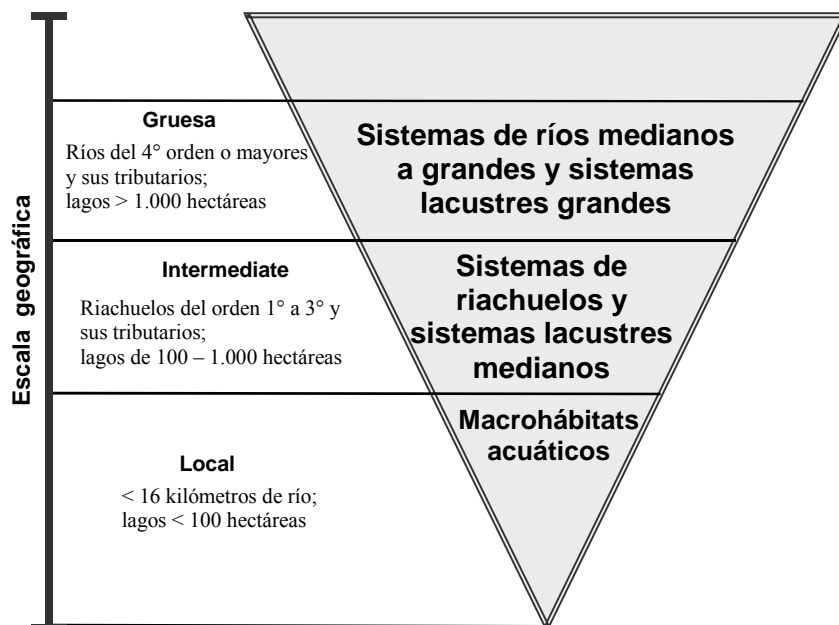 Escala geográfica
Gruesa
Ríos del 4° orden o mayores
y sus tributarios;
lagos > 1.000 hectáreas
Sistemas de ríos medianos
a grandes y sistemas
lacustres grandes
Intermediate
Riachuelos del orden 1° a 3° y
sus tributarios;
lagos de 100 – 1.000 hectáreas
Sistemas de
riachuelos y
sistemas lacustres
medianos
Local
< 16 kilómetros de río;
lagos < 100 hectáreas
Macrohábitats
acuáticos